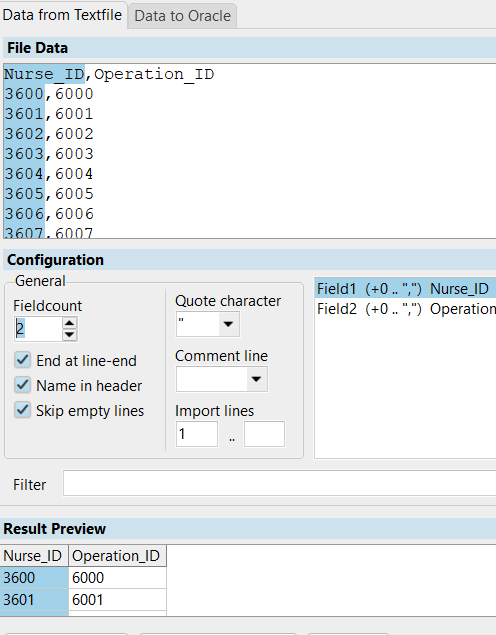 Data from Textfile Data to Oracle
File Data
Nurse_ID,Operation_ID
3600,6000
3601,6001
3602,6002
3603,6003
3604,6004
3605,6005
3606,6006
3607,6007
Configuration
General
Fieldcount
2
End at line-end
Name in header
Skip empty lines
Quote character
"
Comment line
Import lines
1 ..
Field1 (+0 .. ",") Nurse_ID
Field2 (+0 .. ",") Operation
Filter
Result Preview
Nurse_ID Operation_ID
3600 6000
3601 6001